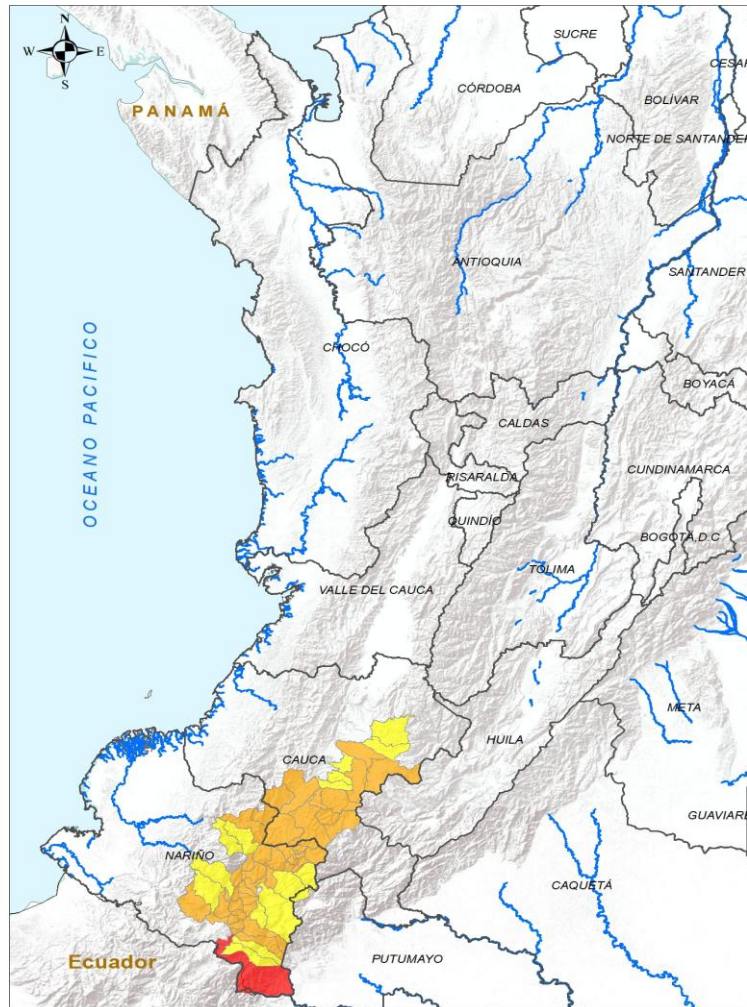 N
W E
S
PANAMÁ
SUCRE
CÓRDOBA
CESAR
BOLÍVAR
NORTE DE SANTANDER
ANTIOQUIA
SANTANDER
OCEANO PACIFICO
CHOCÓ
BOYACÁ
CALDAS
CUNDINAMARCA
RISARALDA
QUINDÍO
BOGOTÁ,D.C
TOLIMA
VALLE DEL CAUCA
META
HUILA
CAUCA
GUAVIARE
NARIÑO
CAQUETÁ
Ecuador
PUTUMAYO